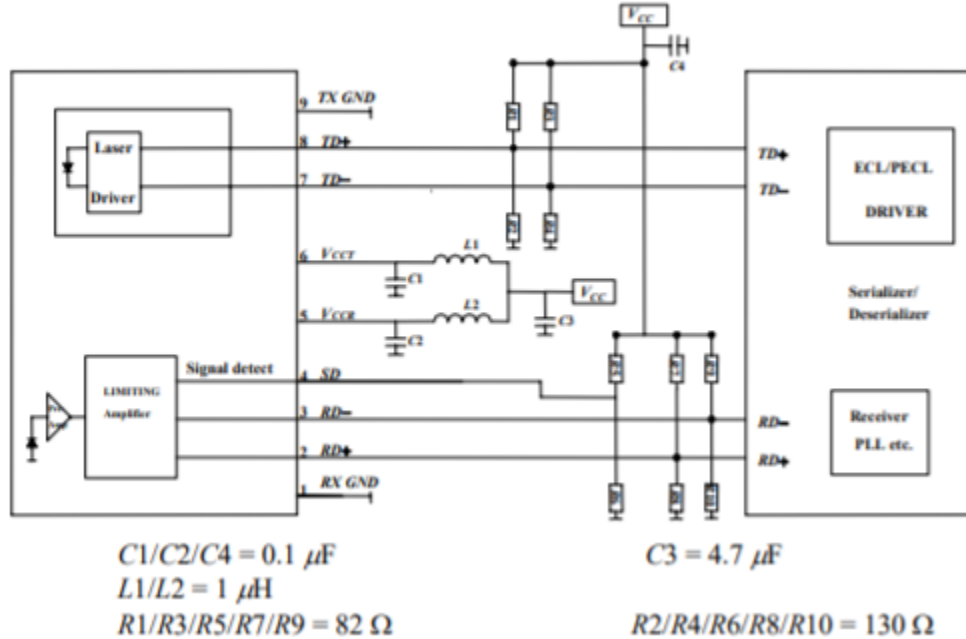 VCC
C4
9 TX GND
Laser
8 TD+
TD+
ECL/PECL
7 TD−
TD−
Driver
DRIVER
6 VCCT
L1
C1
VCC
Serializer/
Deserializer
L2
5 VCCR
C2
C3
Signal detect
4 SD
LIMITING
Amplifier
3 RD−
RD−
Receiver
PLL etc.
2 RD+
RD+
1 RX GND
C1/C2/C4 = 0.1 μF
C3 = 4.7 μF
L1/L2 = 1 μH
R1/R3/R5/R7/R9 = 82 Ω
R2/R4/R6/R8/R10 = 130 Ω